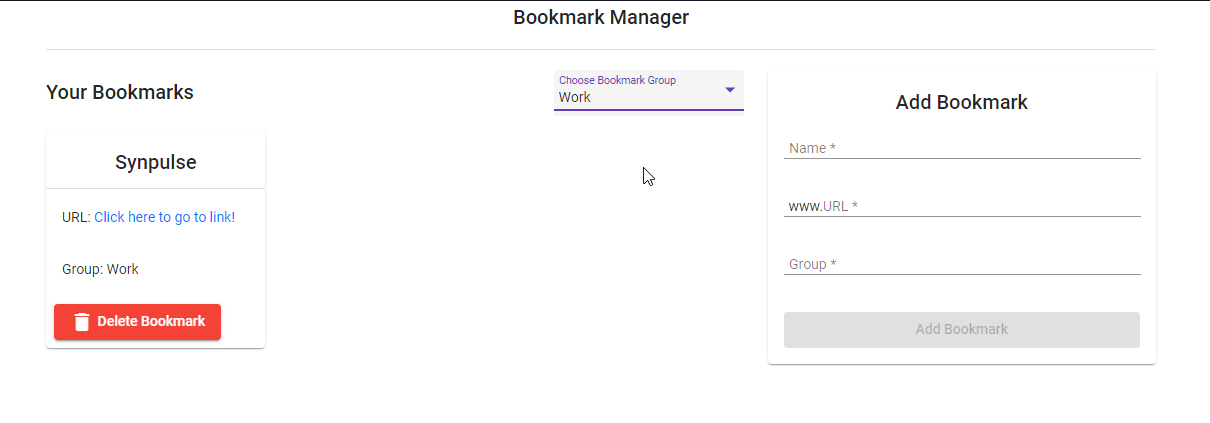 Bookmark Manager
Your Bookmarks
Choose Bookmark Group
Work
Synpulse
URL: Click here to go to link!
Group: Work
Delete Bookmark
Add Bookmark
Name *
www.URL *
Group *
Add Bookmark